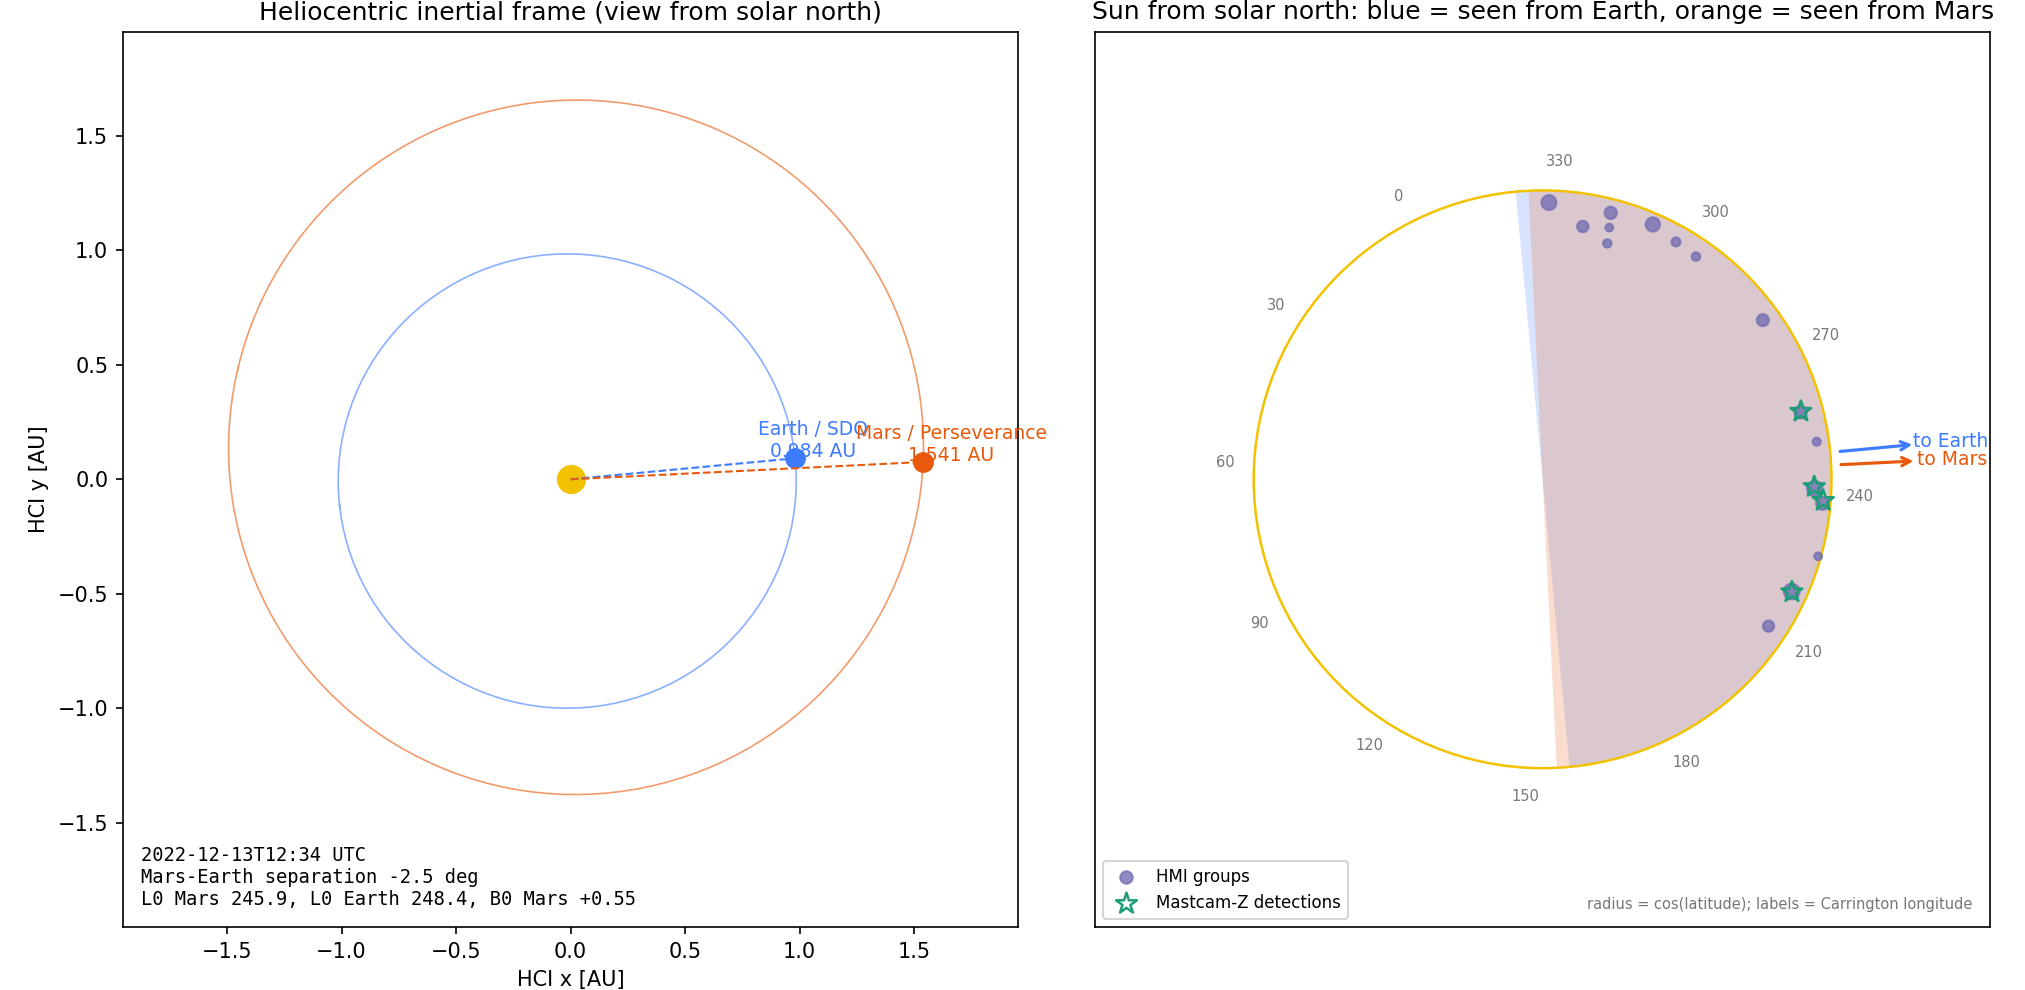 Heliocentric inertial frame (view from solar north)
HCI y [AU]
1.5
1.0
0.5
0.0
−0.5
−1.0
−1.5
Earth / SDO
0.984 AU
Mars / Perseverance
1.541 AU
2022-12-13T12:34 UTC
Mars-Earth separation -2.5 deg
L0 Mars 245.9, L0 Earth 248.4, B0 Mars +0.55
−1.5
−1.0
−0.5
0.0
0.5
1.0
1.5
HCI x [AU]
Sun from solar north: blue = seen from Earth, orange = seen from Mars
330
0
300
30
270
to Earth
to Mars
60
240
90
210
120
180
150
HMI groups
Mastcam-Z detections
radius = cos(latitude); labels = Carrington longitude